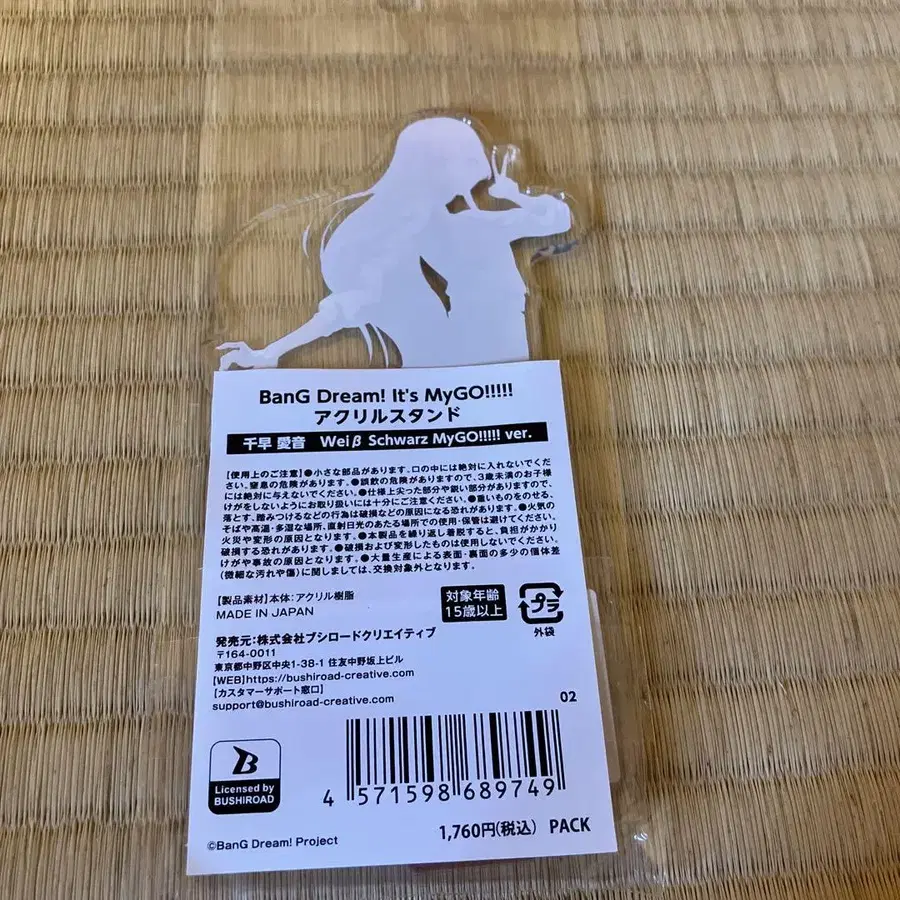 BanG Dream! It's MyGO!!!!!
アクリルスタンド
千早 愛音 Weiβ Schwarz MyGO!!!!! ver.
【使用上のご注意】●小さな部品があります。口の中には絶対に入れないでくだ
さい。窒息の危険があります。●誤飲の危険がありますので、3歳未満のお子様
には絶対に与えないでください。●仕様上尖った部分や鋭い部分がありますので、
けがをしないようにお取り扱いには十分にご注意ください。●重いものをのせる、
落とす、踏みつけるなどの行為は破損などの原因になる恐れがあります。●火気の
そばや高温・多湿な場所、直射日光のあたる場所での使用・保管は避けてください。
火災や変形の原因となります。●本製品を繰り返し着脱すると、負担がかかり
破損する恐れがあります。●破損および変形したものは使用しないでください。
けがや事故の原因となります。●大量生産による表面・裏面の多少の個体差
(微細な汚れや傷)に関しましては、交換対象外となります。
【製品素材】本体:アクリル樹脂
MADE IN JAPAN
対象年齢
15歳以上
プラ
外袋
発売元:株式会社ブシロードクリエイティブ
〒164-0011
東京都中野区中央1-38-1 住友中野坂上ビル
【WEB】https://bushiroad-creative.com
【カスタマーサポート窓口】
support@bushiroad-creative.com
02
B
Licensed by
BUSHIROAD
4 571598 689749
1,760円(税込) PACK
©BanG Dream! Project